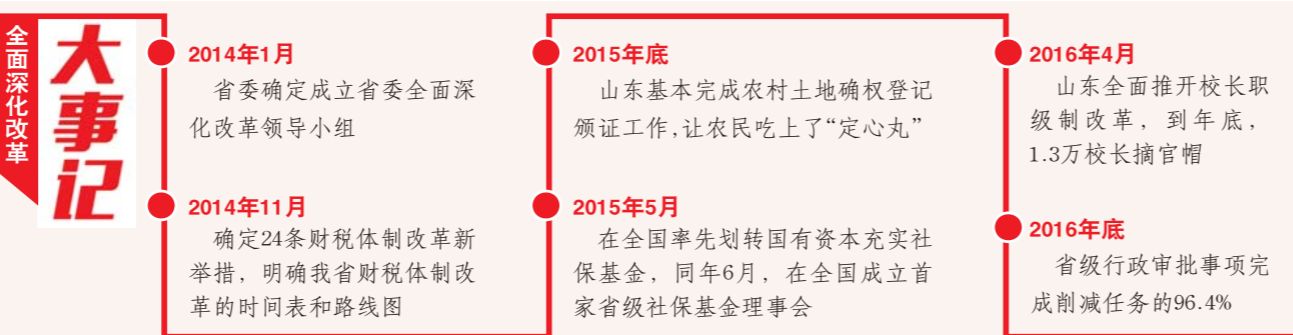 全面深化改革
大事记
2014年1月
省委确定成立省委全面深
化改革领导小组
2014年11月
确定24条财税体制改革新
举措，明确我省财税体制改
革的时间表和路线图
2015年底
山东基本完成农村土地确权登记
颁证工作,让农民吃上了“定心丸”
2015年5月
在全国率先划转国有资本充实社
保基金，同年6月，在全国成立首
家省级社保基金理事会
2016年4月
山东全面推开校长职
级制改革，到年底，
1.3万校长摘官帽
2016年底
省级行政审批事项完
成削减任务的96.4%